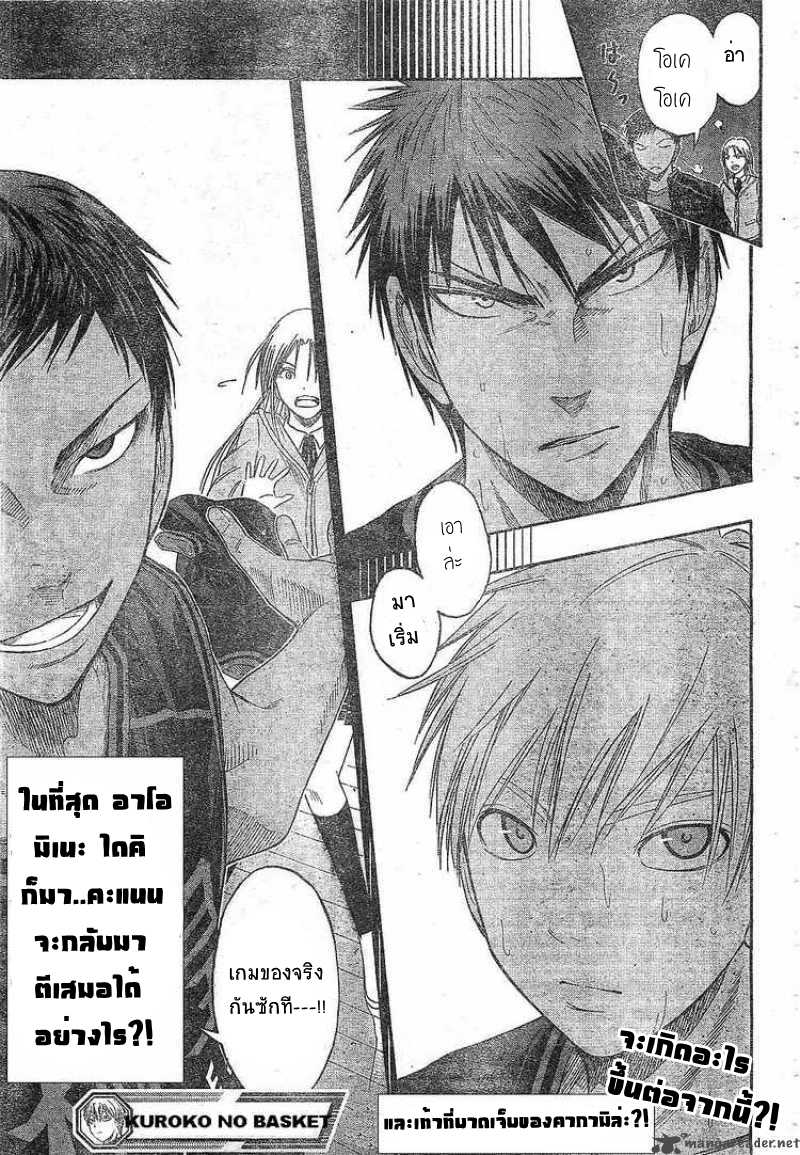 อ่า
โอเค
โอเค
は〜っ
เอา
ล่ะ
มา
เริ่ม
เกมของจริง
กันซักที---!!
ในที่สุด อาโอ
มิเนะ ไดคิ
ก็มา..คะแนน
จะกลับมา
ตีเสมอได้
อย่างไร?!
KUROKO NO BASKET
และเท้าที่บาดเจ็บของคากามิล่ะ?!
จะเกิดอะไร
ขึ้นต่อจากนี้?!
mangareader.net